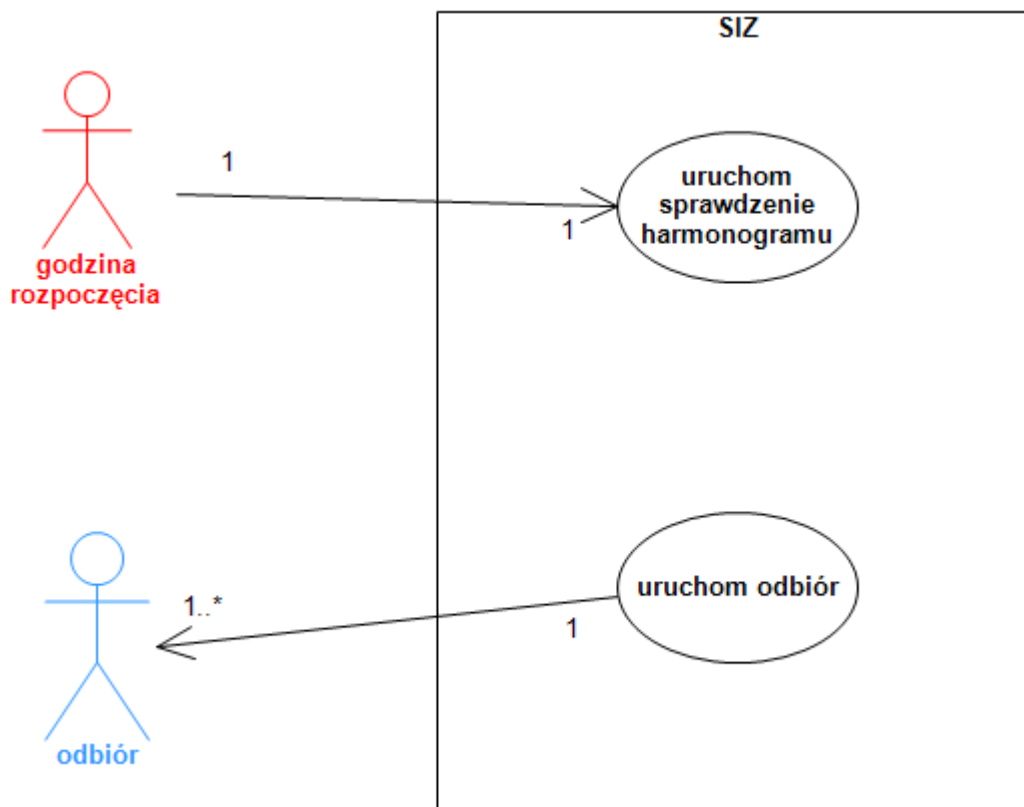 SIZ
1
uruchom
sprawdzenie
harmonogramu
1
godzina
rozpoczęcia
1..*
uruchom odbiór
1
odbiór